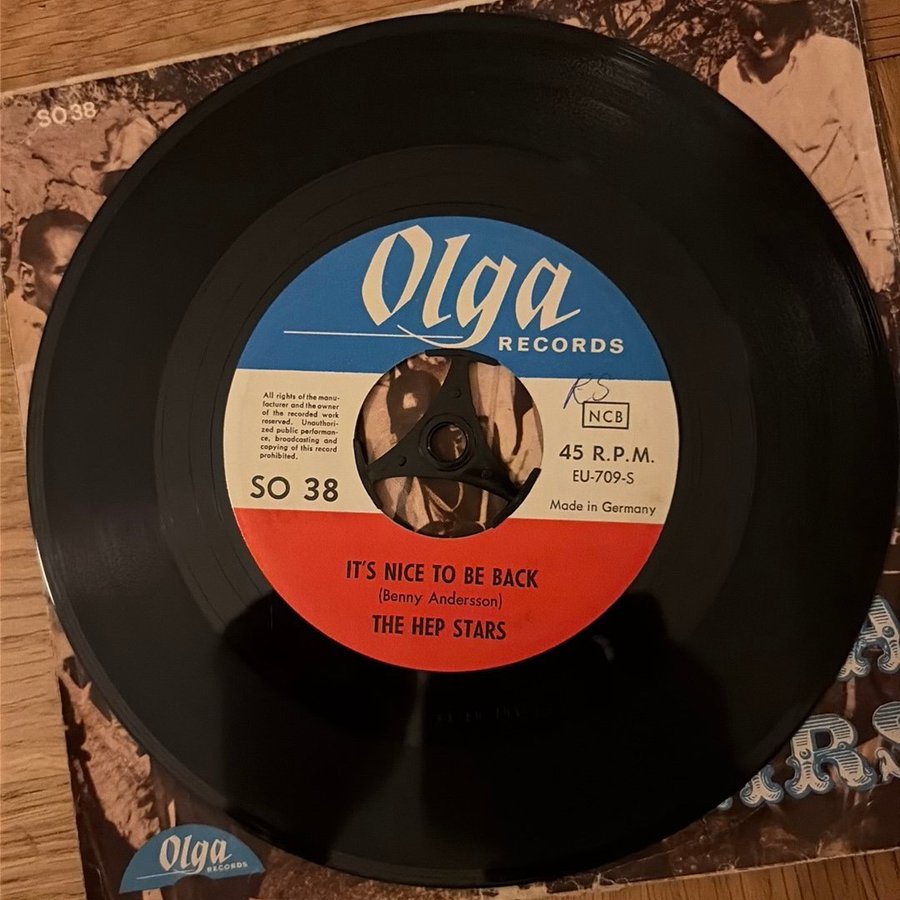 SO 38
Olga
RECORDS
R-S
NCB
All rights of the manu-
facturer and the owner
of the recorded work
reserved. Unauthori-
zed public performan-
ce, broadcasting and
copying of this record
prohibited.
45 R.P.M.
EU-709-S
SO 38
Made in Germany
IT'S NICE TO BE BACK
(Benny Andersson)
THE HEP STARS
Olga
RECORDS